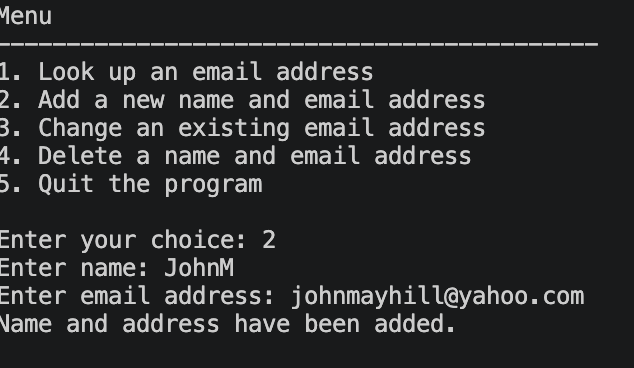 Menu
-------------------------------------------
1. Look up an email address
2. Add a new name and email address
3. Change an existing email address
4. Delete a name and email address
5. Quit the program
Enter your choice: 2
Enter name: JohnM
Enter email address: johnmayhill@yahoo.com
Name and address have been added.